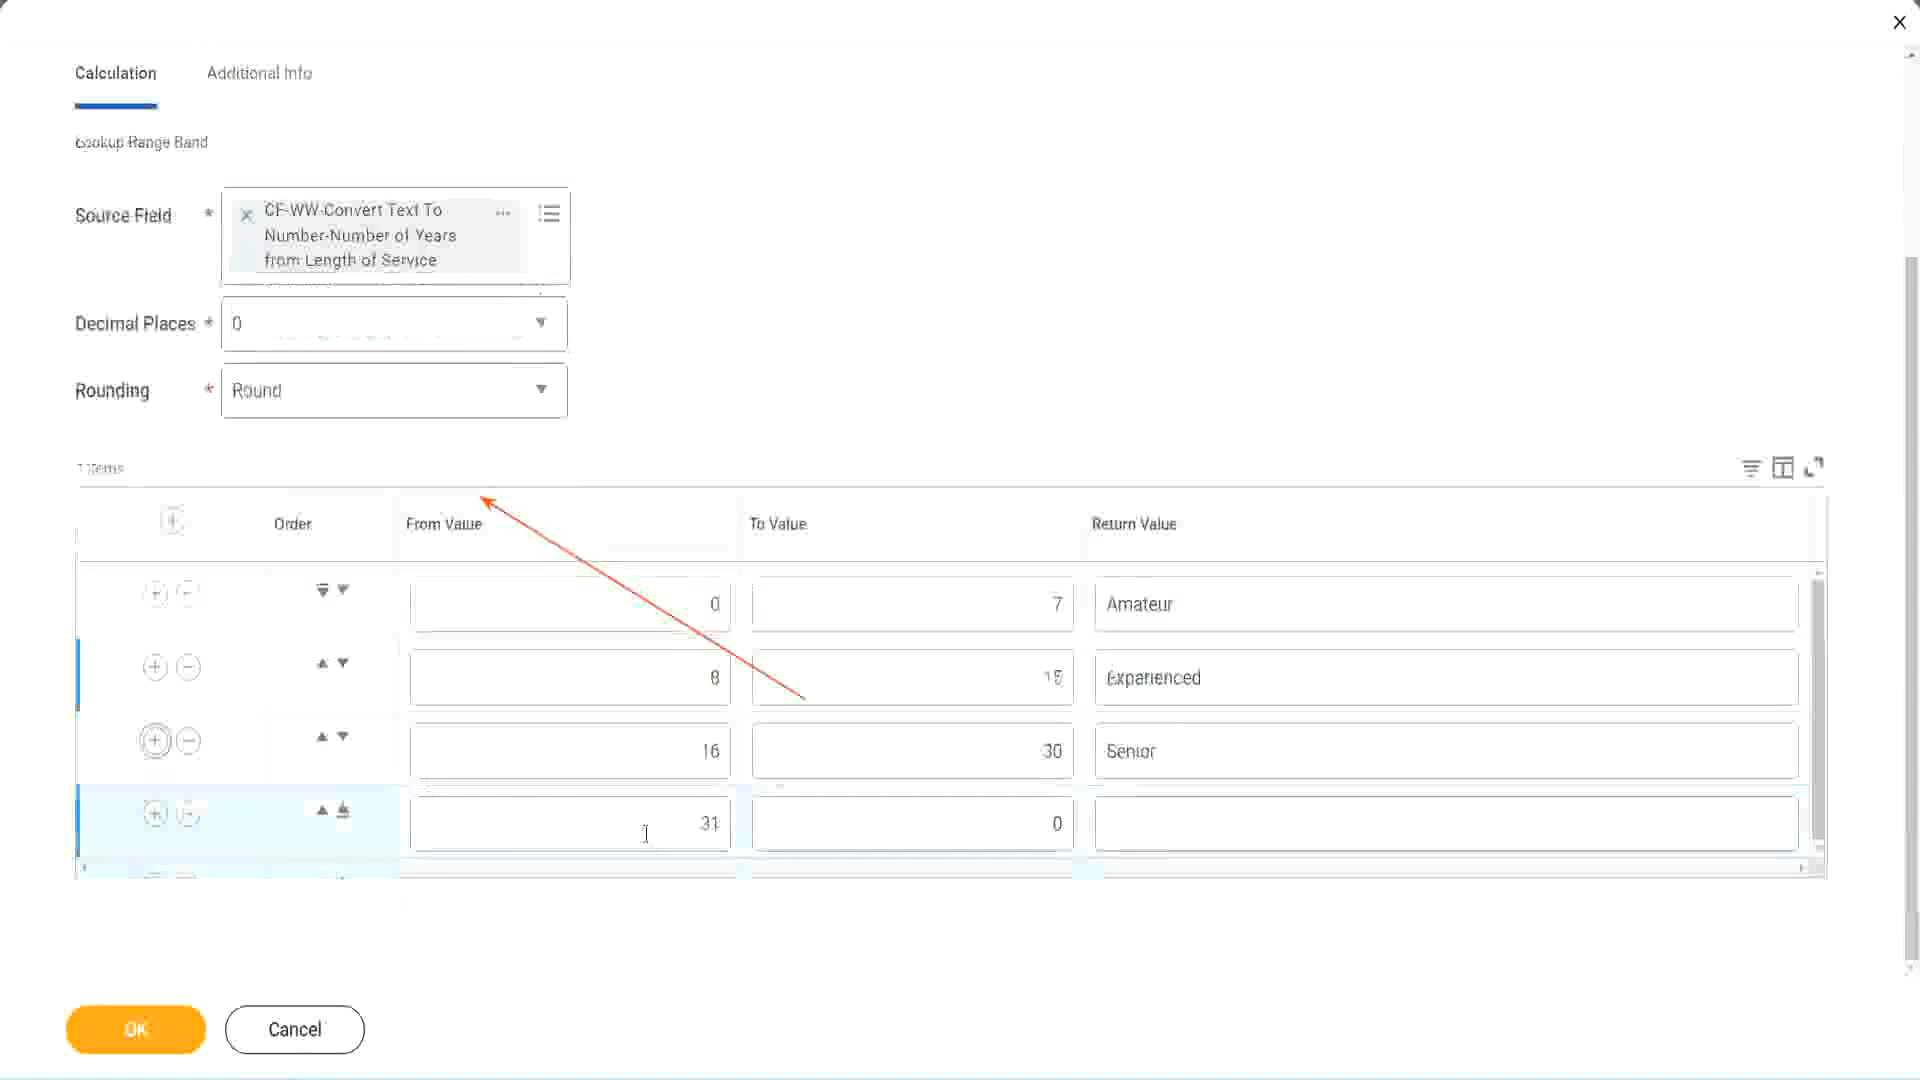 Calculation
Additional Info
Lookup Range Band
Source Field *
CF-WW-Convert Text To
Number-Number of Years
from Length of Service
Decimal Places * 0
Rounding * Round
Items
Order
From Value
To Value
Return Value
0
7
Amateur
8
15
Experienced
16
30
Senior
31
0
OK
Cancel